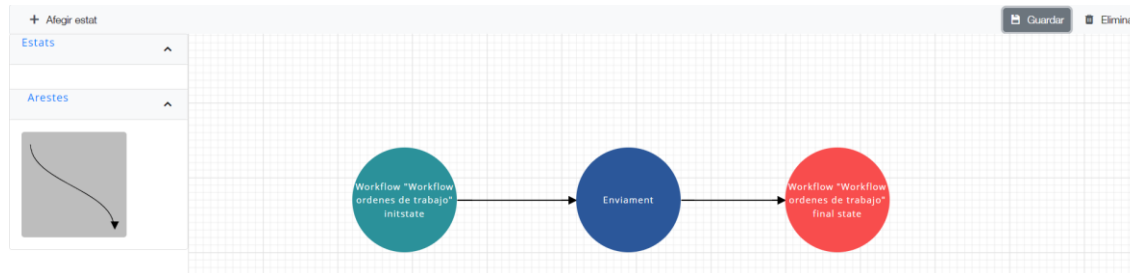 + Afegir estat
Guardar
Elimina
Estats
Arestes
Workflow "Workflow
ordenes de trabajo"
initstate
Enviament
Workflow "Workflow
ordenes de trabajo"
final state